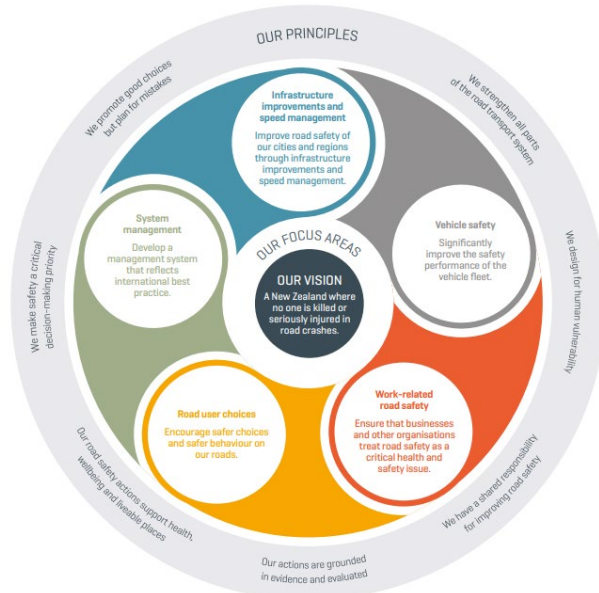 OUR PRINCIPLES
We promote good choices
but plan for mistakes
We strengthen all parts
of the road transport system
We design for human vulnerability
We have a shared responsibility
for improving road safety
Our actions are grounded
in evidence and evaluated
Our road safety actions support health,
wellbeing and liveable places
We make safety a critical
decision-making priority
Infrastructure
improvements and
speed management
Improve road safety of
our cities and regions
through infrastructure
improvements and
speed management.
Vehicle safety
Significantly
improve the safety
performance of the
vehicle fleet.
Work-related
road safety
Ensure that businesses
and other organisations
treat road safety as a
critical health and
safety issue.
Road user choices
Encourage safer choices
and safer behaviour on
our roads.
System
management
Develop a
management system
that reflects
international best
practice.
OUR FOCUS AREAS
OUR VISION
A New Zealand where
no one is killed or
seriously injured in
road crashes.